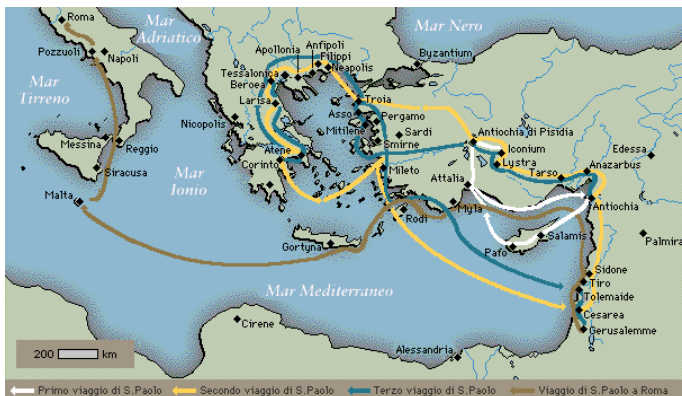 Roma
Mar
Adriatico
Mar Nero
Pozzuoli
Napoli
Apollonia
Anfipoli
Filippi
Neapolis
Byzantium
Mar
Tirreno
Tessalonica
Beroea
Larisa
Troia
Asso
Pergamo
Mitilene
Sardi
Smirne
Antiochia di Pisidia
Iconium
Lystra
Edessa
Anazarbus
Tarso
Nicopolis
Messina
Reggio
Siracusa
Mar
Ionio
Atene
Corinto
Mileto
Attalia
Antiochia
Malta
Rodi
Myla
Gortyna
Salamis
Pafo
Palmira
Sidone
Tiro
Tolemaide
Cesarea
Gerusalemme
Mar Mediterraneo
Cirene
Alessandria
200 km
Primo viaggio di S.Paolo
Secondo viaggio di S.Paolo
Terzo viaggio di S.Paolo
Viaggio di S.Paolo a Roma